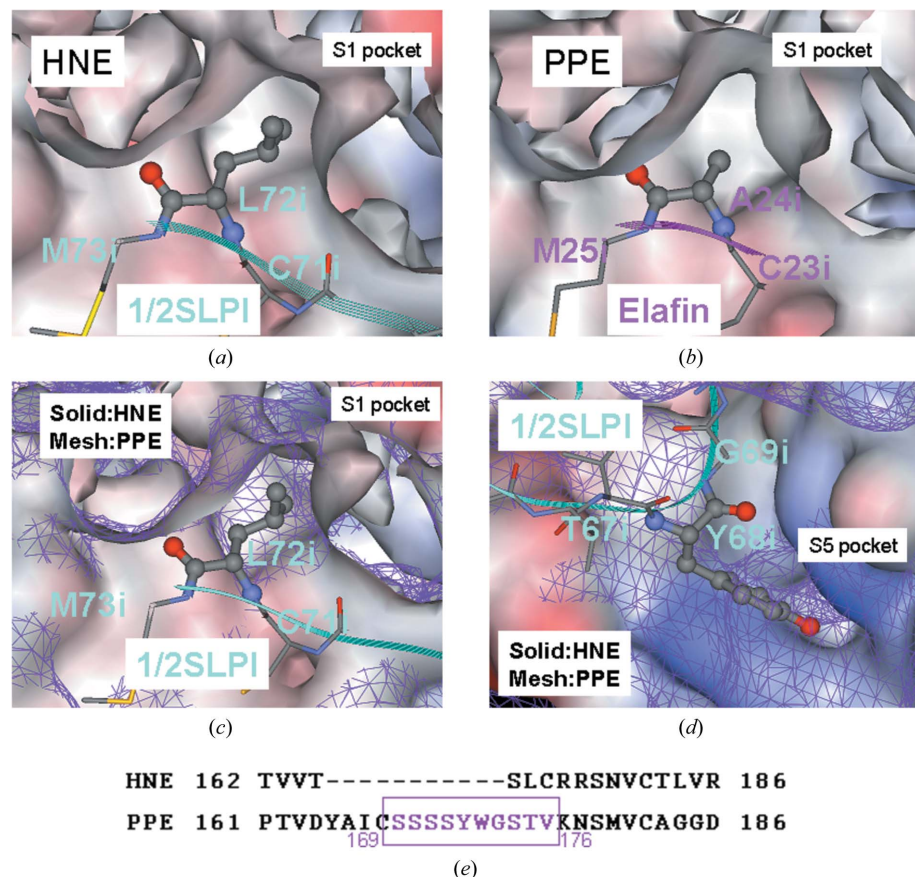 HNE
S1 pocket
L72i
M73i
C71i
1/2SLPI
(a)
PPE
S1 pocket
A24i
M25i
C23i
Elafin
(b)
Solid:HNE
Mesh:PPE
S1 pocket
L72i
M73i
C71i
1/2SLPI
(c)
1/2SLPI
G69i
T67i
Y68i
S5 pocket
Solid:HNE
Mesh:PPE
(d)
HNE 162 TVVT-----------SLCRRSNVCTLVR 186
PPE 161 PTVDYAICSSSSYWGSTVKNSMVCAGGD 186
169 176
(e)